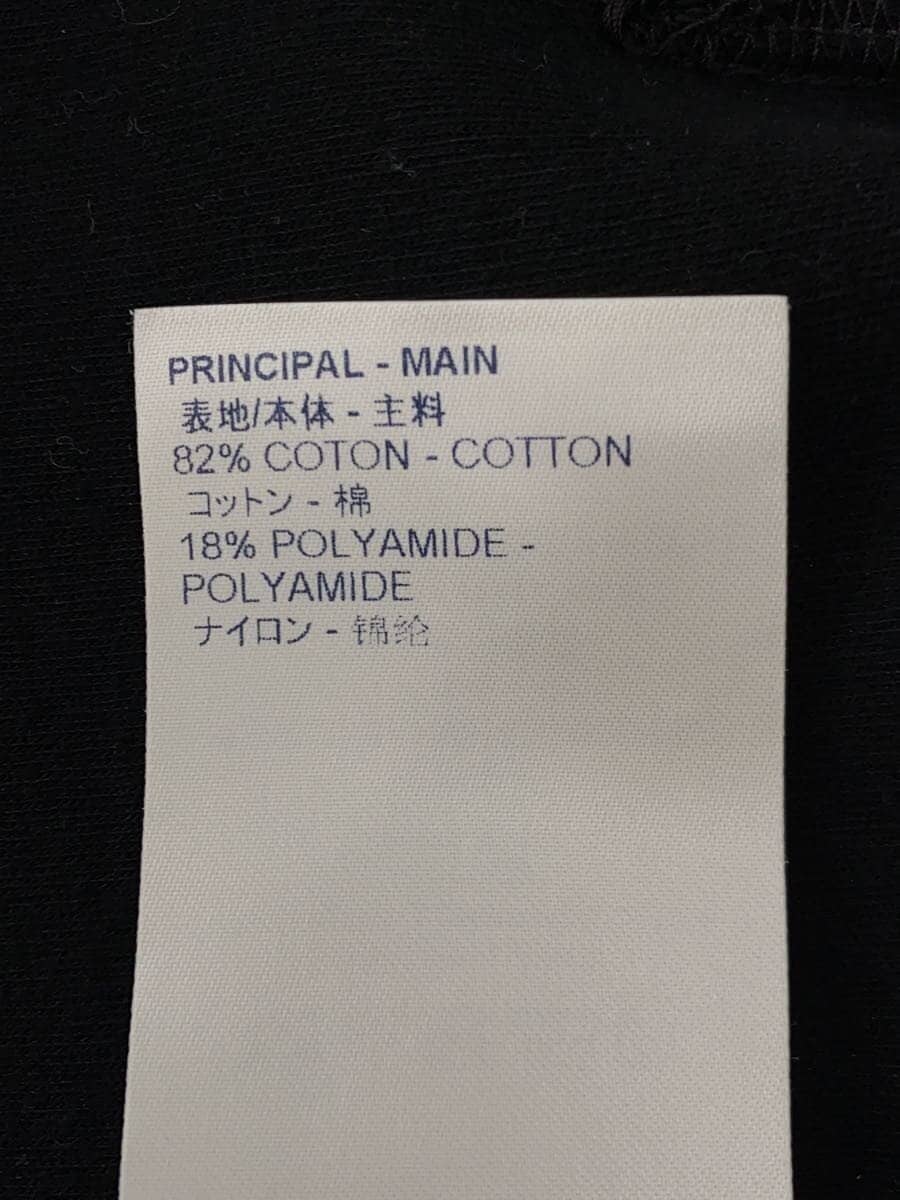 PRINCIPAL - MAIN
表地/本体 - 主料
82% COTON - COTTON
コットン - 棉
18% POLYAMIDE -
POLYAMIDE
ナイロン - 锦纶